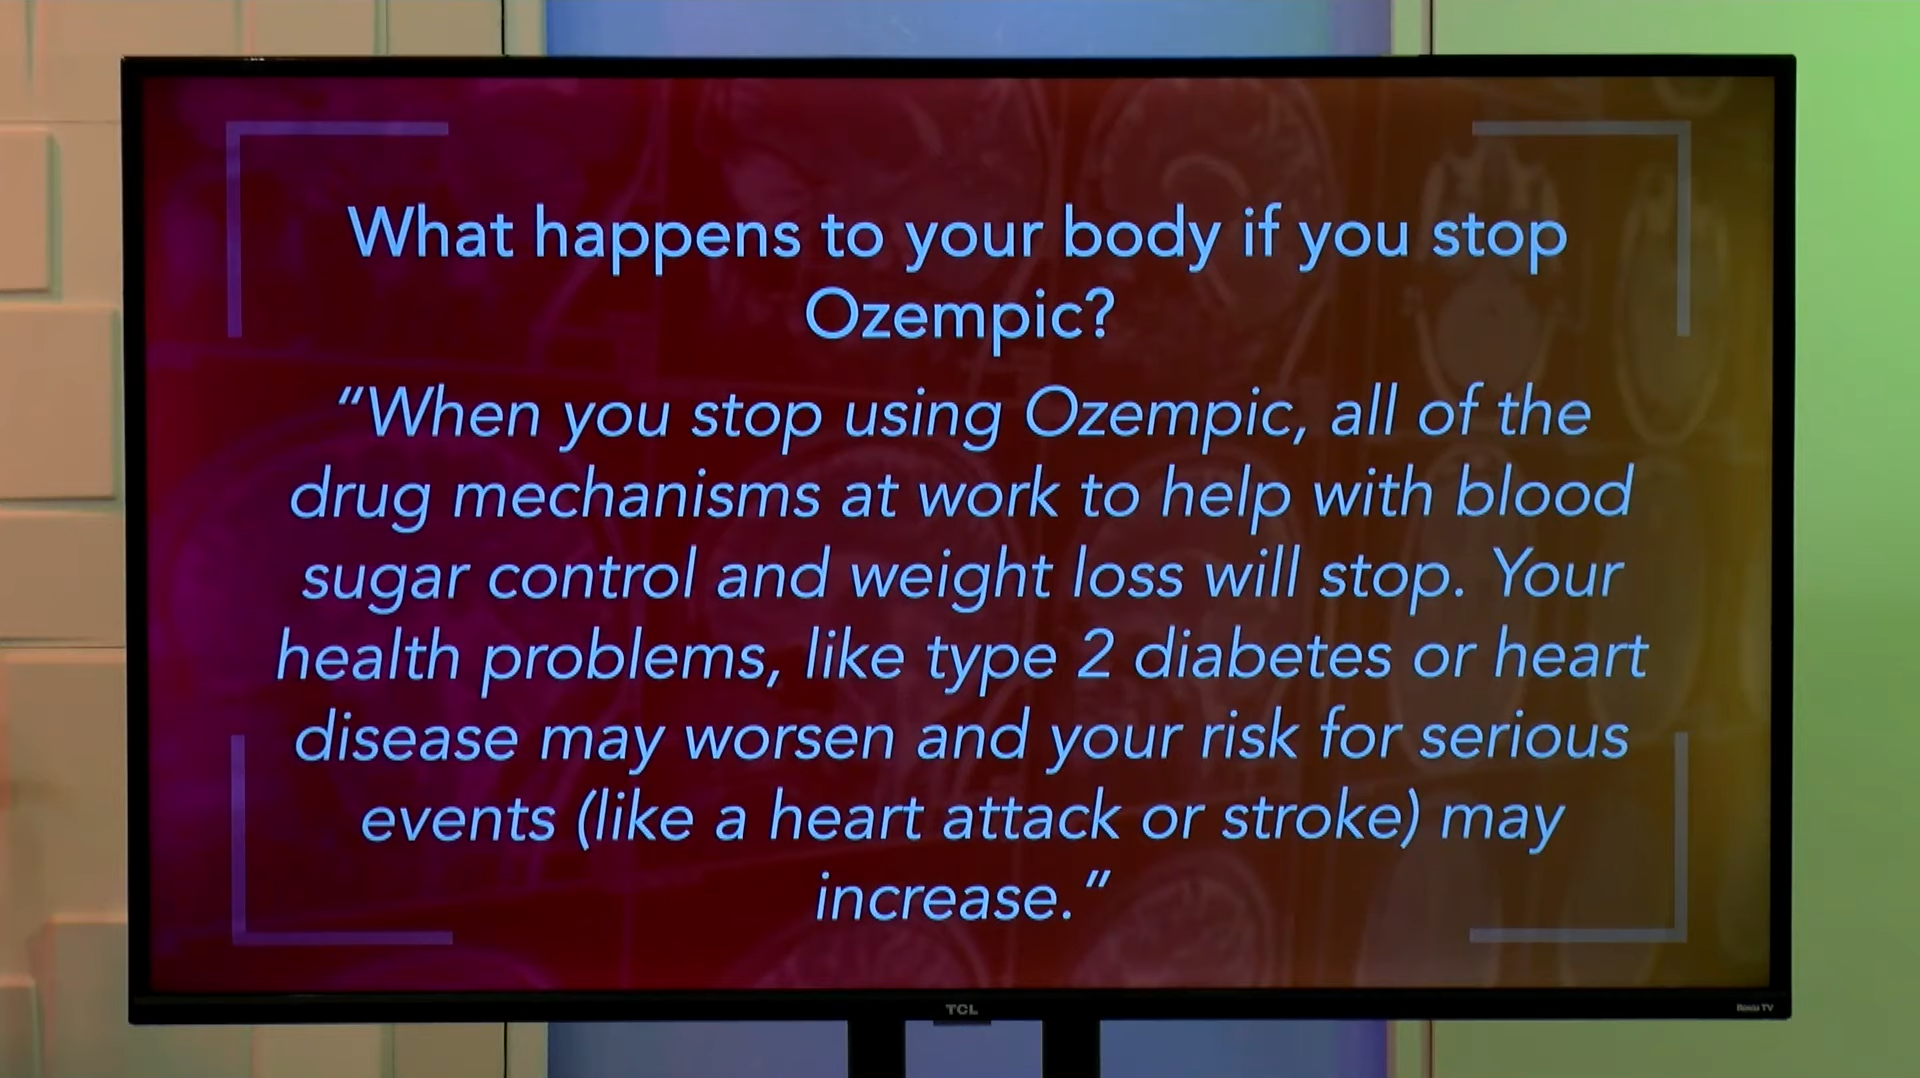 What happens to your body if you stop
Ozempic?
“When you stop using Ozempic, all of the
drug mechanisms at work to help with blood
sugar control and weight loss will stop. Your
health problems, like type 2 diabetes or heart
disease may worsen and your risk for serious
events (like a heart attack or stroke) may
increase.”
TCL
Roku TV